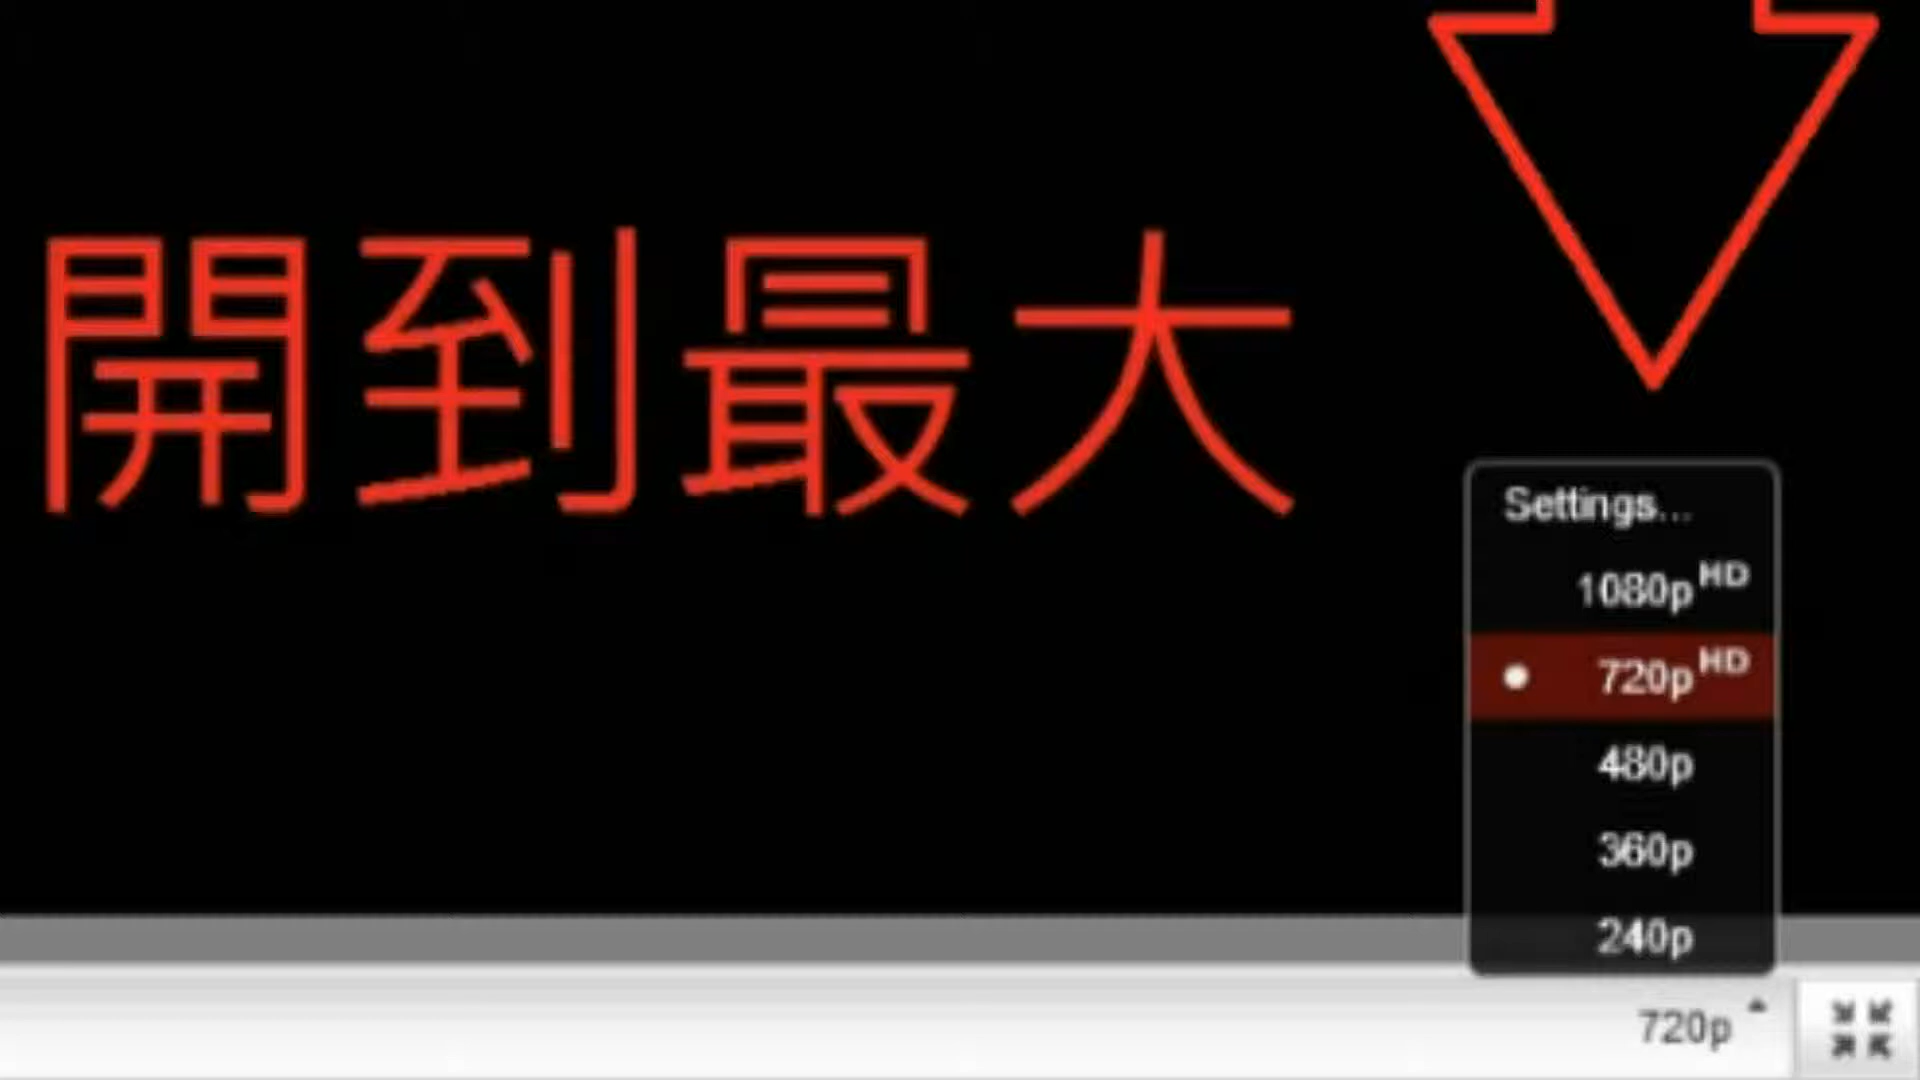 開到最大
Settings...
1080p HD
720p HD
480p
360p
240p
720p